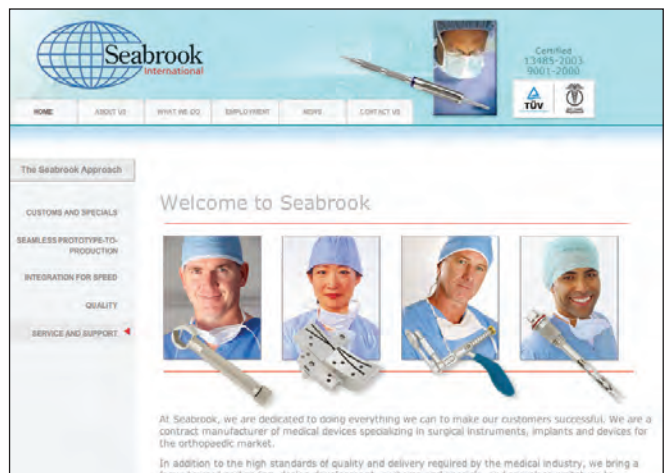 Seabrook
International
Certified
13485-2003
9001-2000
TÜV
HOME ABOUT US WHAT WE DO EMPLOYMENT NEWS CONTACT US
The Seabrook Approach
CUSTOMS AND SPECIALS
SEAMLESS PROTOTYPE-TO-
PRODUCTION
INTEGRATION FOR SPEED
QUALITY
SERVICE AND SUPPORT
Welcome to Seabrook
At Seabrook, we are dedicated to doing everything we can to make our customers successful. We are a
contract manufacturer of medical devices specializing in surgical instruments, implants and devices for
the orthopaedic market.
In addition to the high standards of quality and delivery required by the medical industry, we bring a